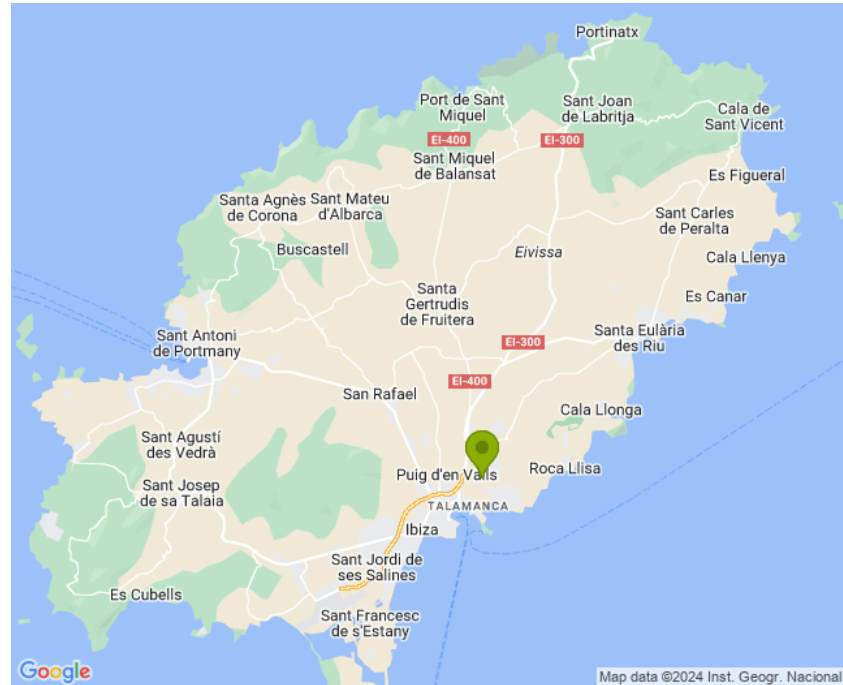 Portinatx
Port de Sant
Miquel
Sant Joan
de Labritja
Cala de
Sant Vicent
EI-400
EI-300
Sant Miquel
de Balansat
Es Figueral
Santa Agnès
de Corona
Sant Mateu
d'Albarca
Sant Carles
de Peralta
Buscastell
Eivissa
Cala Llenya
Santa
Gertrudis
de Fruitera
Es Canar
Sant Antoni
de Portmany
Santa Eulària
des Riu
EI-300
EI-400
San Rafael
Cala Llonga
Sant Agustí
des Vedrà
Puig d'en Valls
Roca Llisa
Sant Josep
de sa Talaia
TALAMANCA
Ibiza
Sant Jordi de
ses Salines
Es Cubells
Sant Francesc
de s'Estany
Google
Map data ©2024 Inst. Geogr. Nacional